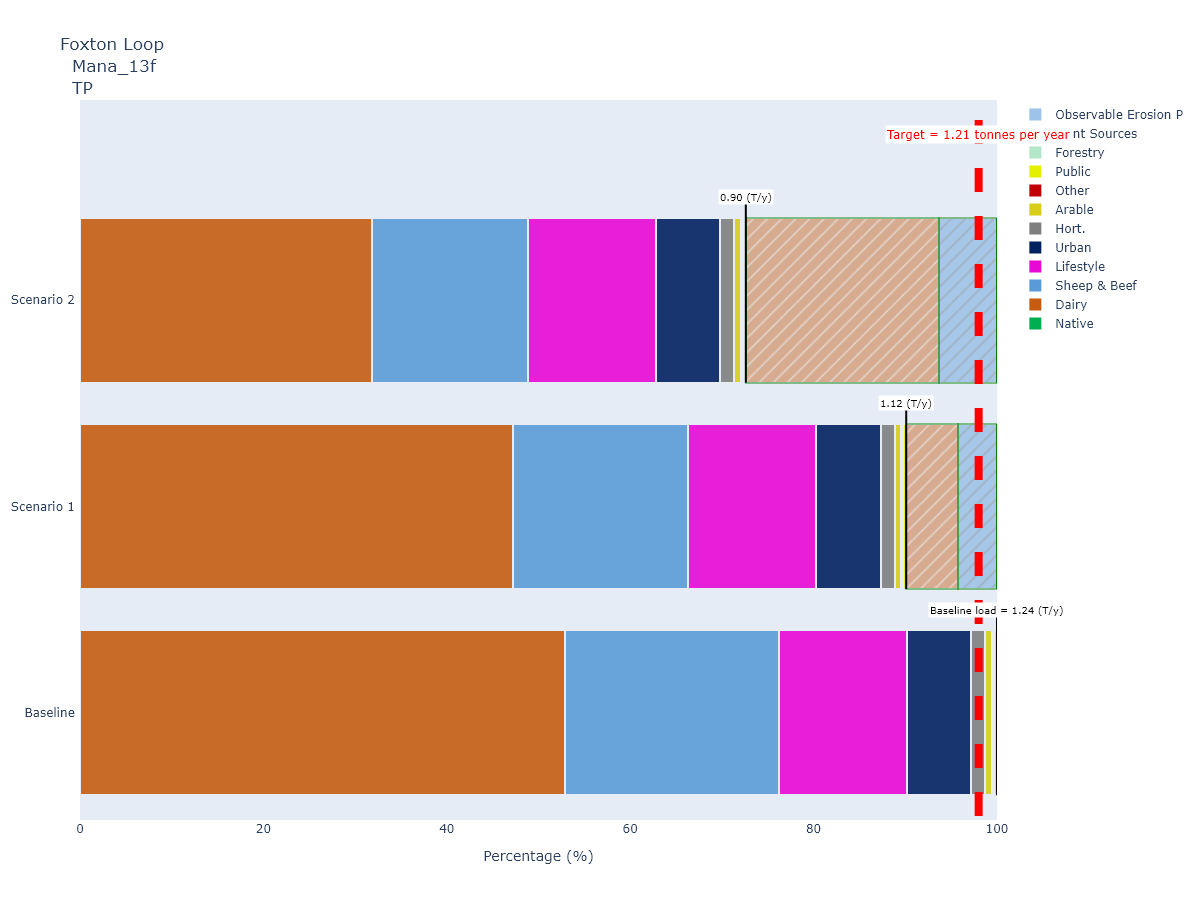 Foxton Loop
Mana_13f
TP
Observable Erosion P
Target = 1.21 tonnes per year
nt Sources
Forestry
Public
Other
Arable
Hort.
Urban
Lifestyle
Sheep & Beef
Dairy
Native
0.90 (T/y)
Scenario 2
1.12 (T/y)
Scenario 1
Baseline load = 1.24 (T/y)
Baseline
0 20 40 60 80 100
Percentage (%)